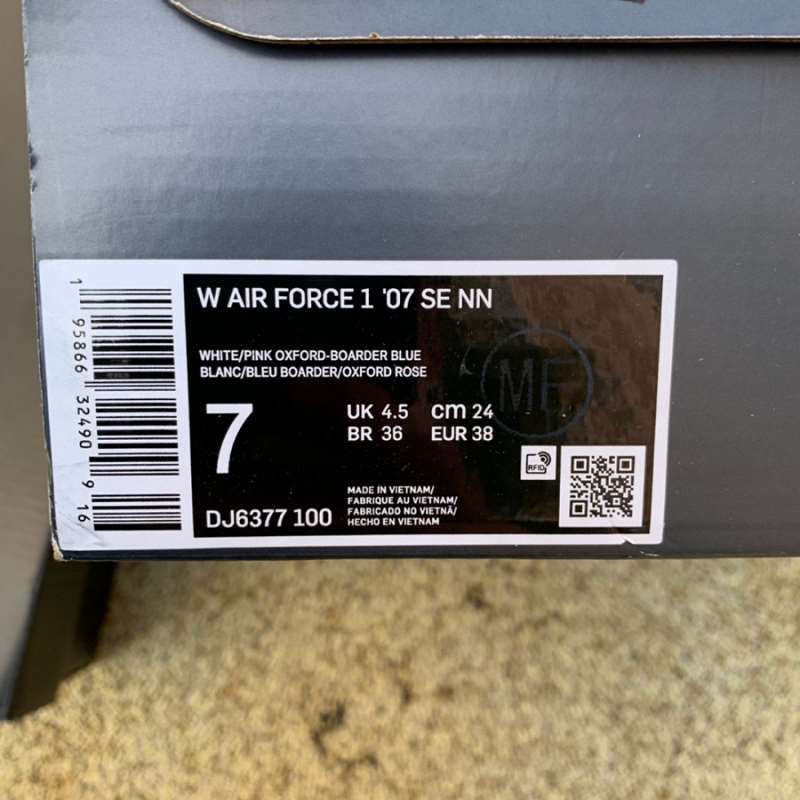 W AIR FORCE 1 '07 SE NN
WHITE/PINK OXFORD-BOARDER BLUE
BLANC/BLEU BOARDER/OXFORD ROSE
7
UK 4.5 cm 24
BR 36 EUR 38
MF
RFID
MADE IN VIETNAM/
FABRIQUE AU VIETNAM/
FABRICADO NO VIETNÃ/
HECHO EN VIETNAM
DJ6377 100
1 95866 32490 9 16